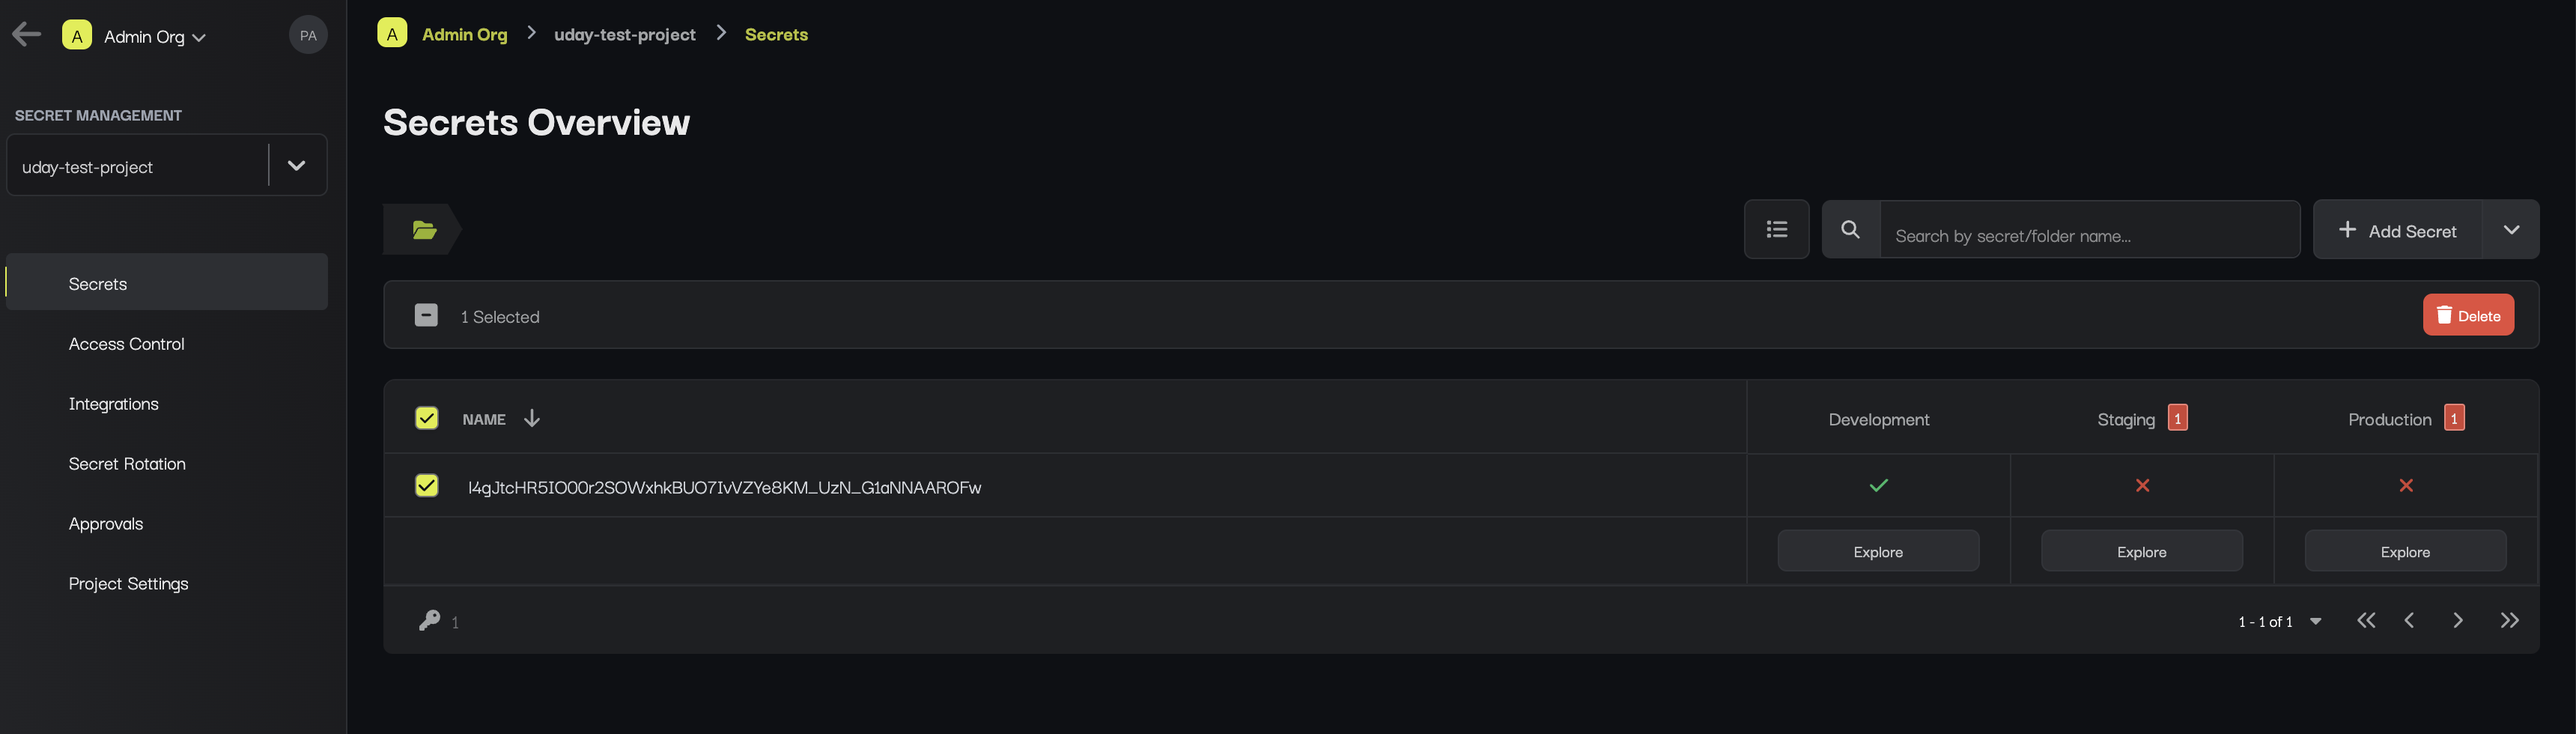 A Admin Org PA
SECRET MANAGEMENT
uday-test-project
Secrets
Access Control
Integrations
Secret Rotation
Approvals
Project Settings
A Admin Org uday-test-project Secrets
Secrets Overview
Search by secret/folder name...
Add Secret
1 Selected
Delete
NAME Development Staging 1 Production 1
l4gJtcHR5IO00r2SOWxhkBUO7IvVZYe8KM_UzN_G1aNNAAROFw
Explore Explore Explore
1
1 - 1 of 1